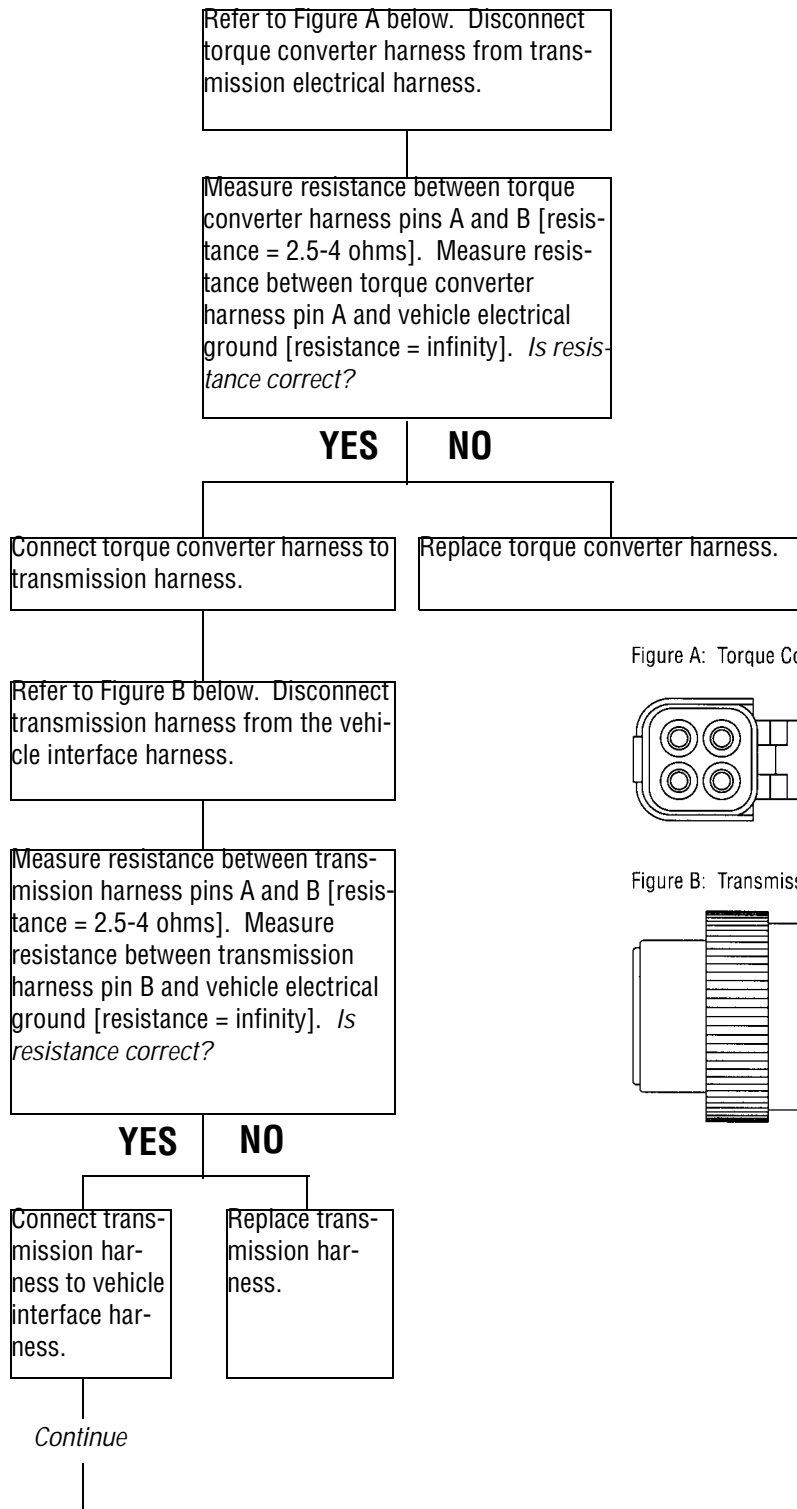 Refer to Figure A below. Disconnect
torque converter harness from trans-
mission electrical harness.
Measure resistance between torque
converter harness pins A and B [resis-
tance = 2.5-4 ohms]. Measure resis-
tance between torque converter
harness pin A and vehicle electrical
ground [resistance = infinity]. Is resis-
tance correct?
YES NO
Connect torque converter harness to
transmission harness.
Replace torque converter harness.
Refer to Figure B below. Disconnect
transmission harness from the vehi-
cle interface harness.
Figure A: Torque Co
Measure resistance between trans-
mission harness pins A and B [resis-
tance = 2.5-4 ohms]. Measure
resistance between transmission
harness pin B and vehicle electrical
ground [resistance = infinity]. Is
resistance correct?
Figure B: Transmiss
YES NO
Connect trans-
mission har-
ness to vehicle
interface har-
ness.
Replace trans-
mission har-
ness.
Continue